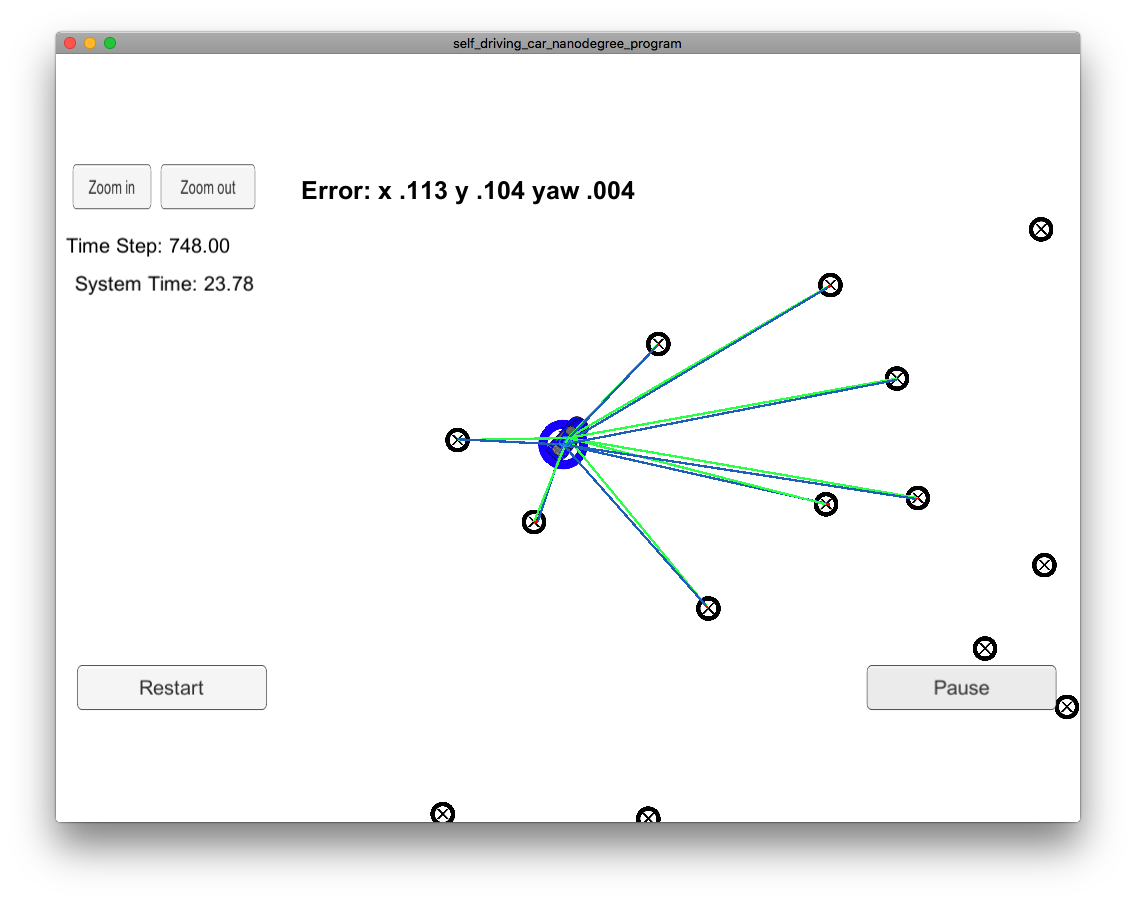 self_driving_car_nanodegree_program
Zoom in
Zoom out
Error: x .113 y .104 yaw .004
Time Step: 748.00
System Time: 23.78
Restart
Pause